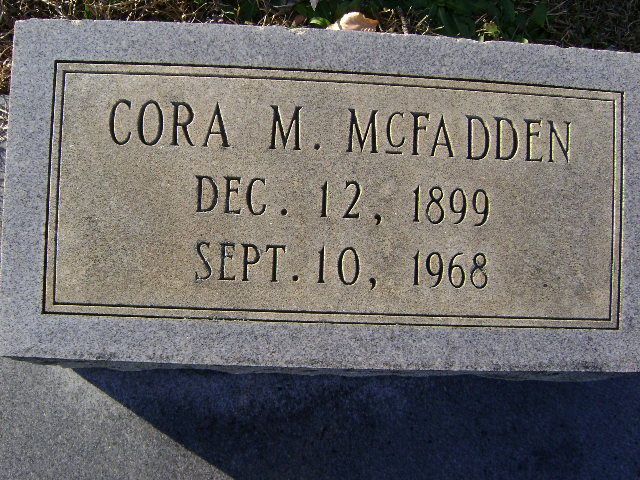 CORA M. McFADDEN
DEC. 12, 1899
SEPT. 10, 1968